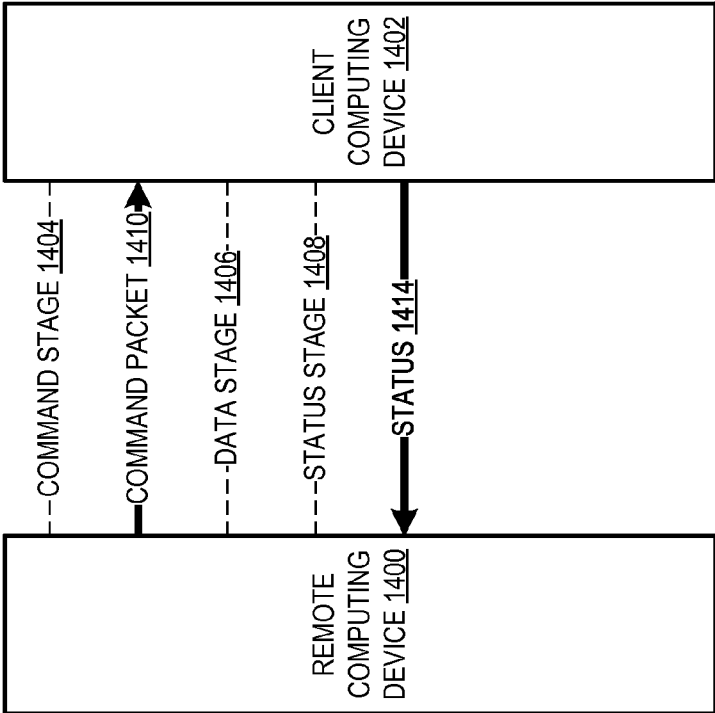 REMOTE
COMPUTING
DEVICE 1400
CLIENT
COMPUTING
DEVICE 1402
COMMAND STAGE 1404
COMMAND PACKET 1410
DATA STAGE 1406
STATUS STAGE 1408
STATUS 1414